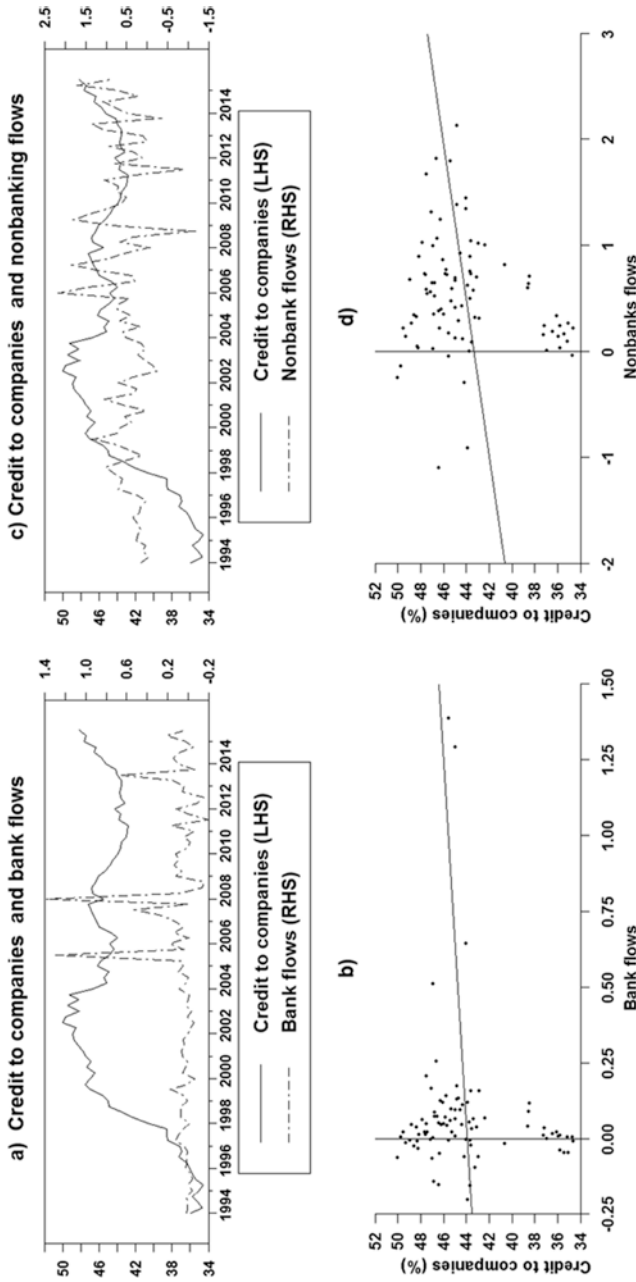 a) Credit to companies and bank flows
50
46
42
38
34
1.4
1.0
0.6
0.2
-0.2
1994 1996 1998 2000 2002 2004 2006 2008 2010 2012 2014
Credit to companies (LHS)
Bank flows (RHS)
c) Credit to companies and nonbanking flows
50
46
42
38
34
1.5
0.5
-0.5
-1.5
1994 1996 1998 2000 2002 2004 2006 2008 2010 2012 2014
Credit to companies (LHS)
Nonbank flows (RHS)
b)
Credit to companies (%)
52
50
48
46
44
42
40
38
36
34
-0.25 0.00 0.25 0.50 0.75 1.00 1.25 1.50
Bank flows
d)
Credit to companies (%)
52
50
48
46
44
42
40
38
36
34
-2 -1 0 1 2 3
Nonbanks flows